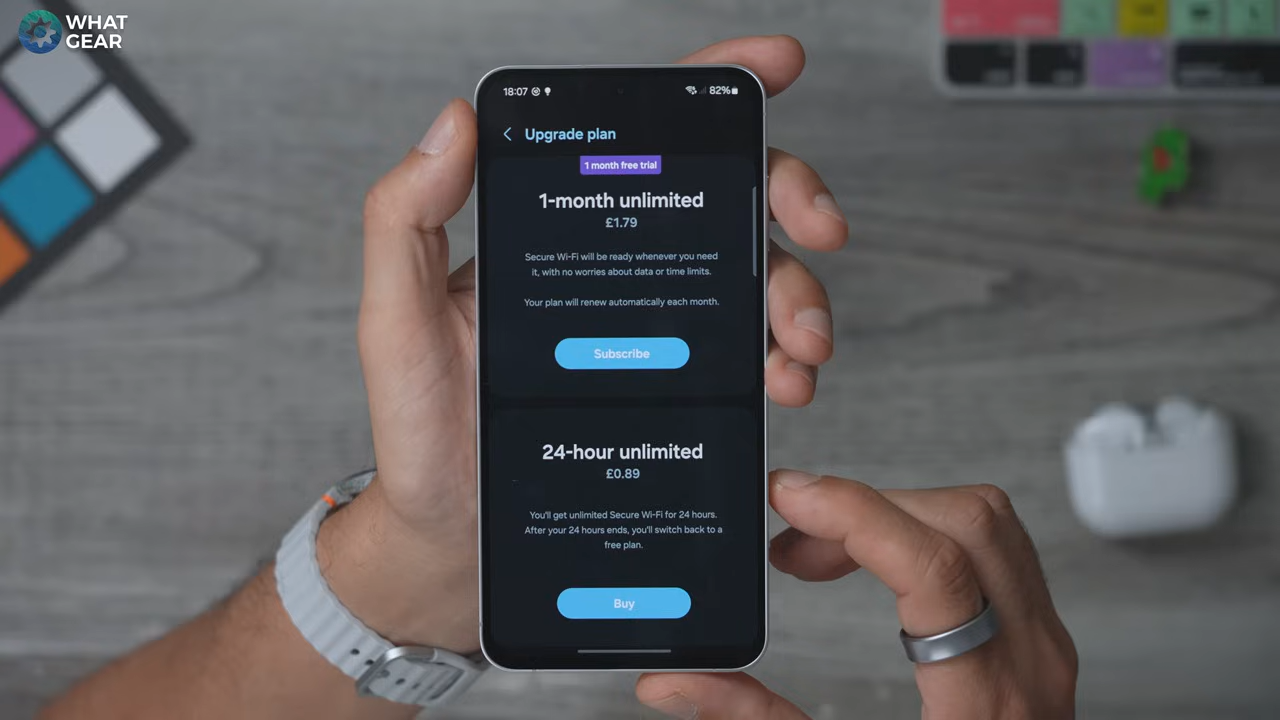 WHAT
GEAR
18:07
82%
Upgrade plan
1 month free trial
1-month unlimited
£1.79
Secure Wi-Fi will be ready whenever you need
it, with no worries about data or time limits.
Your plan will renew automatically each month.
Subscribe
24-hour unlimited
£0.89
You'll get unlimited Secure Wi-Fi for 24 hours.
After your 24 hours ends, you'll switch back to a
free plan.
Buy